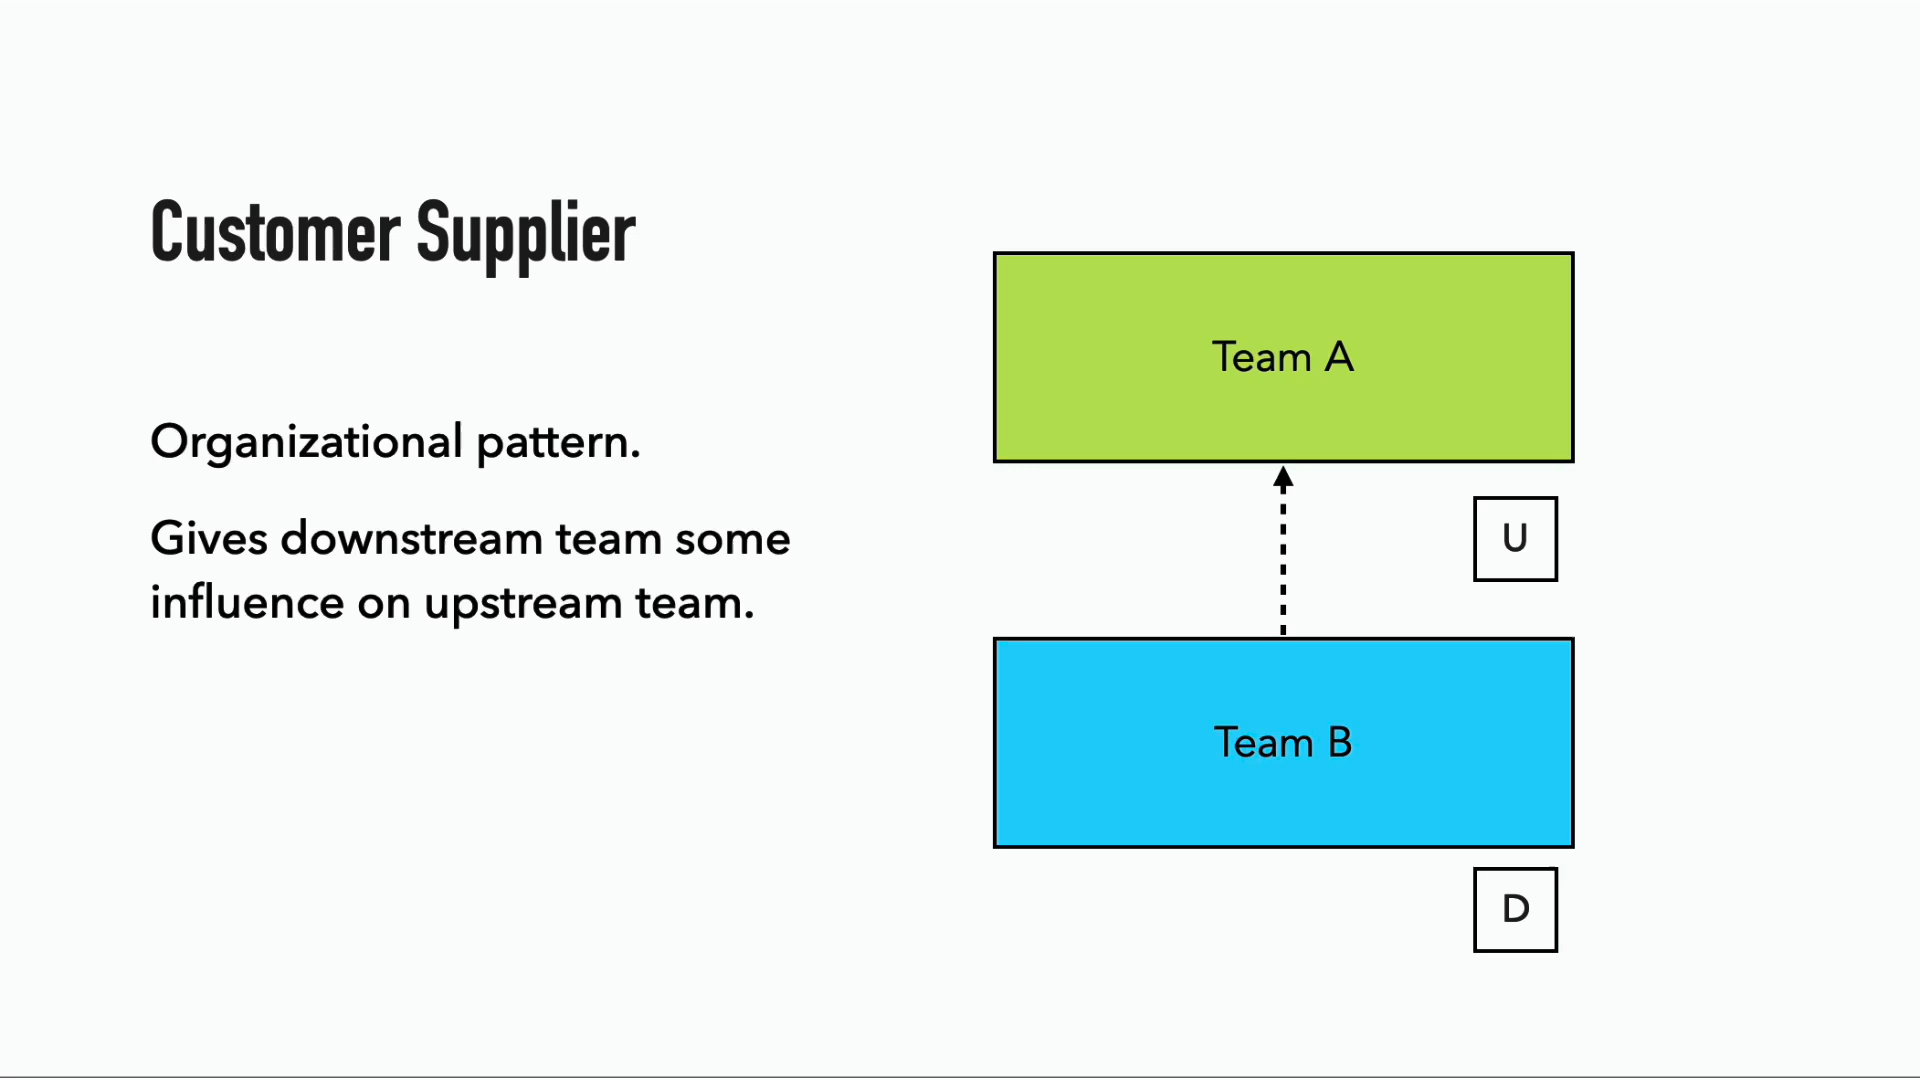 Customer Supplier
Organizational pattern.
Gives downstream team some
influence on upstream team.
Team A
U
Team B
D